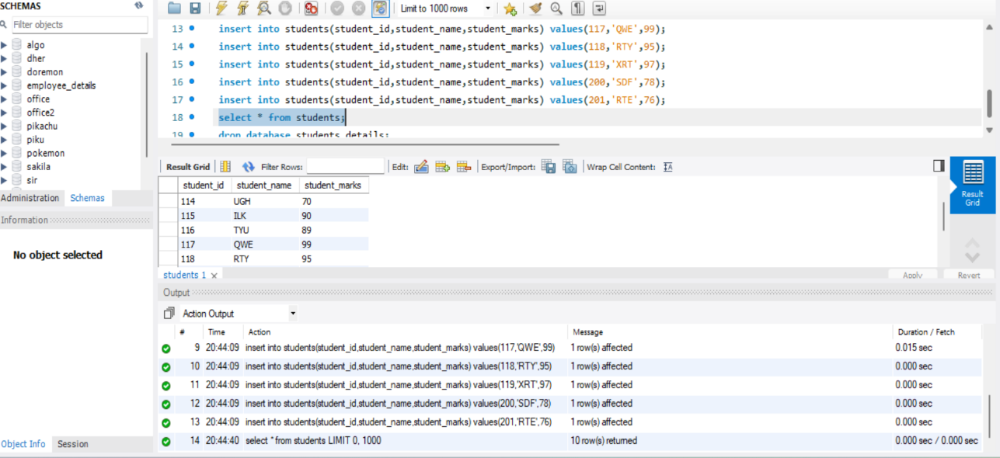 SCHEMAS
Limit to 1000 rows
Filter objects
algo
dher
doremon
employee_details
office
office2
pikachu
piku
pokemon
sakila
sir
Administration Schemas
Information
No object selected
Object Info Session
13 insert into students(student_id,student_name,student_marks) values(117,'QWE',99);
14 insert into students(student_id,student_name,student_marks) values(118,'RTY',95);
15 insert into students(student_id,student_name,student_marks) values(119,'XRT',97);
16 insert into students(student_id,student_name,student_marks) values(200,'SDF',78);
17 insert into students(student_id,student_name,student_marks) values(201,'RTE',76);
18 select * from students;
19 drop database students_details;
Result Grid Filter Rows: Edit: Export/Import: Wrap Cell Content:
student_id student_name student_marks
114 UGH 70
115 ILK 90
116 TYU 89
117 QWE 99
118 RTY 95
Result
Grid
students 1 Apply Revert
Output
Action Output
# Time Action Message Duration / Fetch
9 20:44:09 insert into students(student_id,student_name,student_marks) values(117,'QWE',99) 1 row(s) affected 0.015 sec
10 20:44:09 insert into students(student_id,student_name,student_marks) values(118,'RTY',95) 1 row(s) affected 0.000 sec
11 20:44:09 insert into students(student_id,student_name,student_marks) values(119,'XRT',97) 1 row(s) affected 0.000 sec
12 20:44:09 insert into students(student_id,student_name,student_marks) values(200,'SDF',78) 1 row(s) affected 0.000 sec
13 20:44:09 insert into students(student_id,student_name,student_marks) values(201,'RTE',76) 1 row(s) affected 0.000 sec
14 20:44:40 select * from students LIMIT 0, 1000 10 row(s) returned 0.000 sec / 0.000 sec